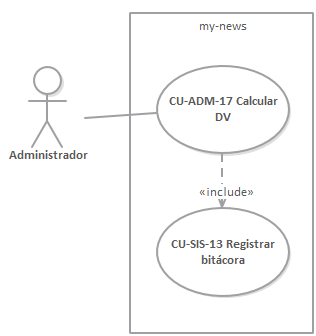 my-news
CU-ADM-17 Calcular
DV
Administrador
«include»
CU-SIS-13 Registrar
bitácora